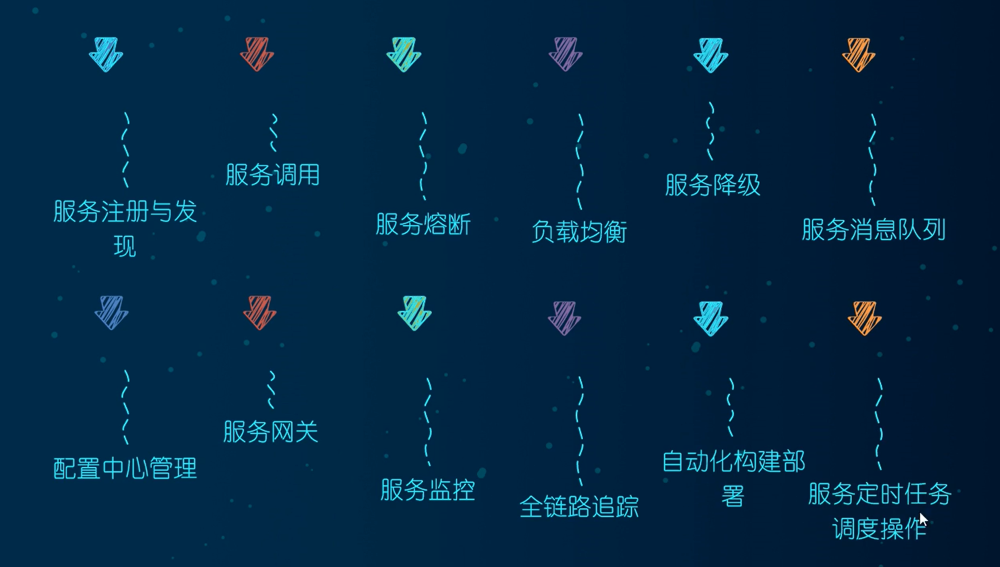 服务注册与发
现
服务调用
服务熔断
负载均衡
服务降级
服务消息队列
配置中心管理
服务网关
服务监控
全链路追踪
自动化构建部
署
服务定时任务
调度操作